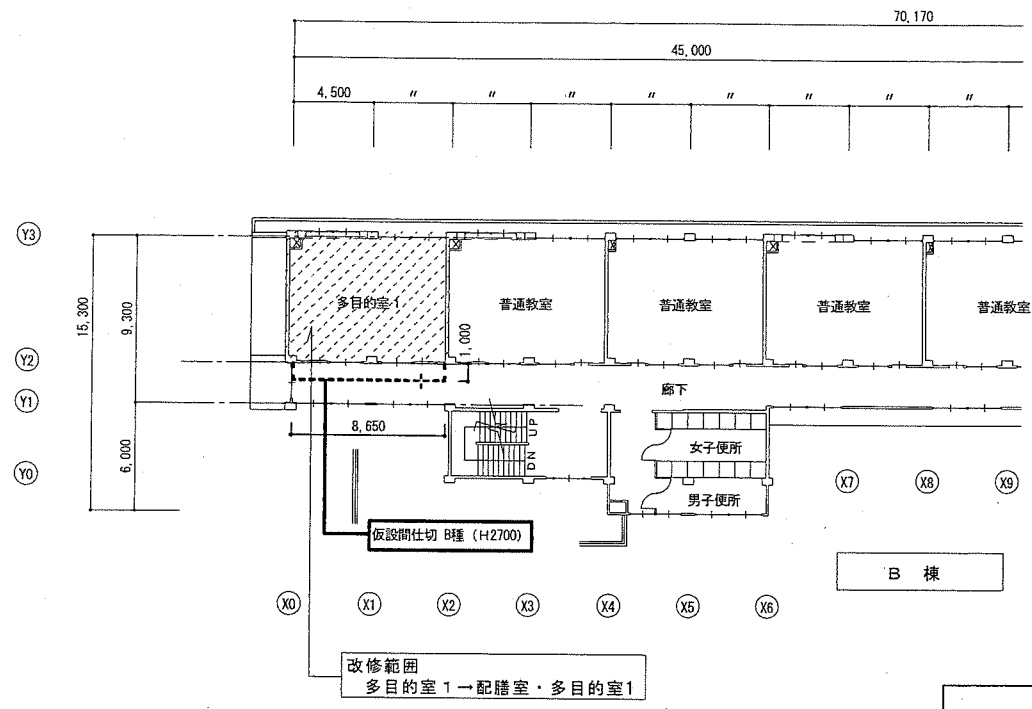 70,170
45,000
4,500 〃 〃 〃 〃 〃 〃 〃 〃
Y3
多目的室1
普通教室
普通教室
普通教室
普通教室
15,300
9,300
1,000
Y2
廊下
Y1
8,650
UP
DN
女子便所
6,000
Y0
X7
X8
X9
男子便所
仮設間仕切 B種 (H2700)
B 棟
X0
X1
X2
X3
X4
X5
X6
改修範囲
多目的室1→配膳室・多目的室1